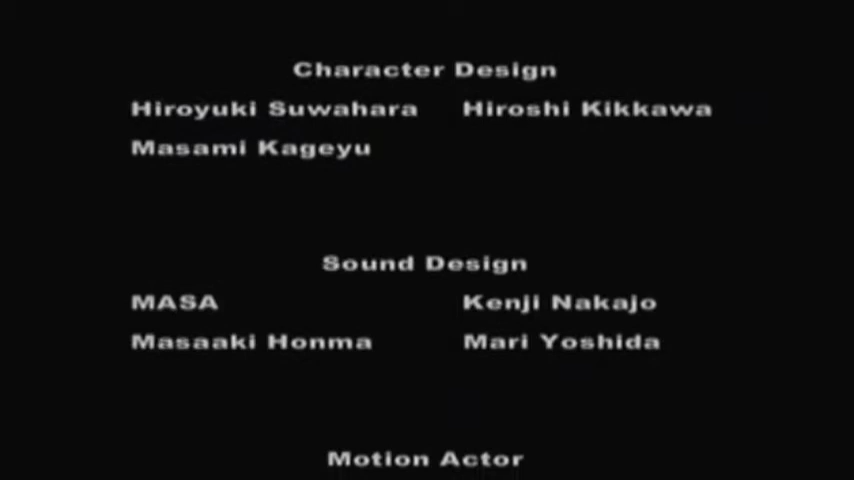 Character Design
Hiroyuki Suwahara Hiroshi Kikkawa
Masami Kageyu
Sound Design
MASA Kenji Nakajo
Masaaki Honma Mari Yoshida
Motion Actor